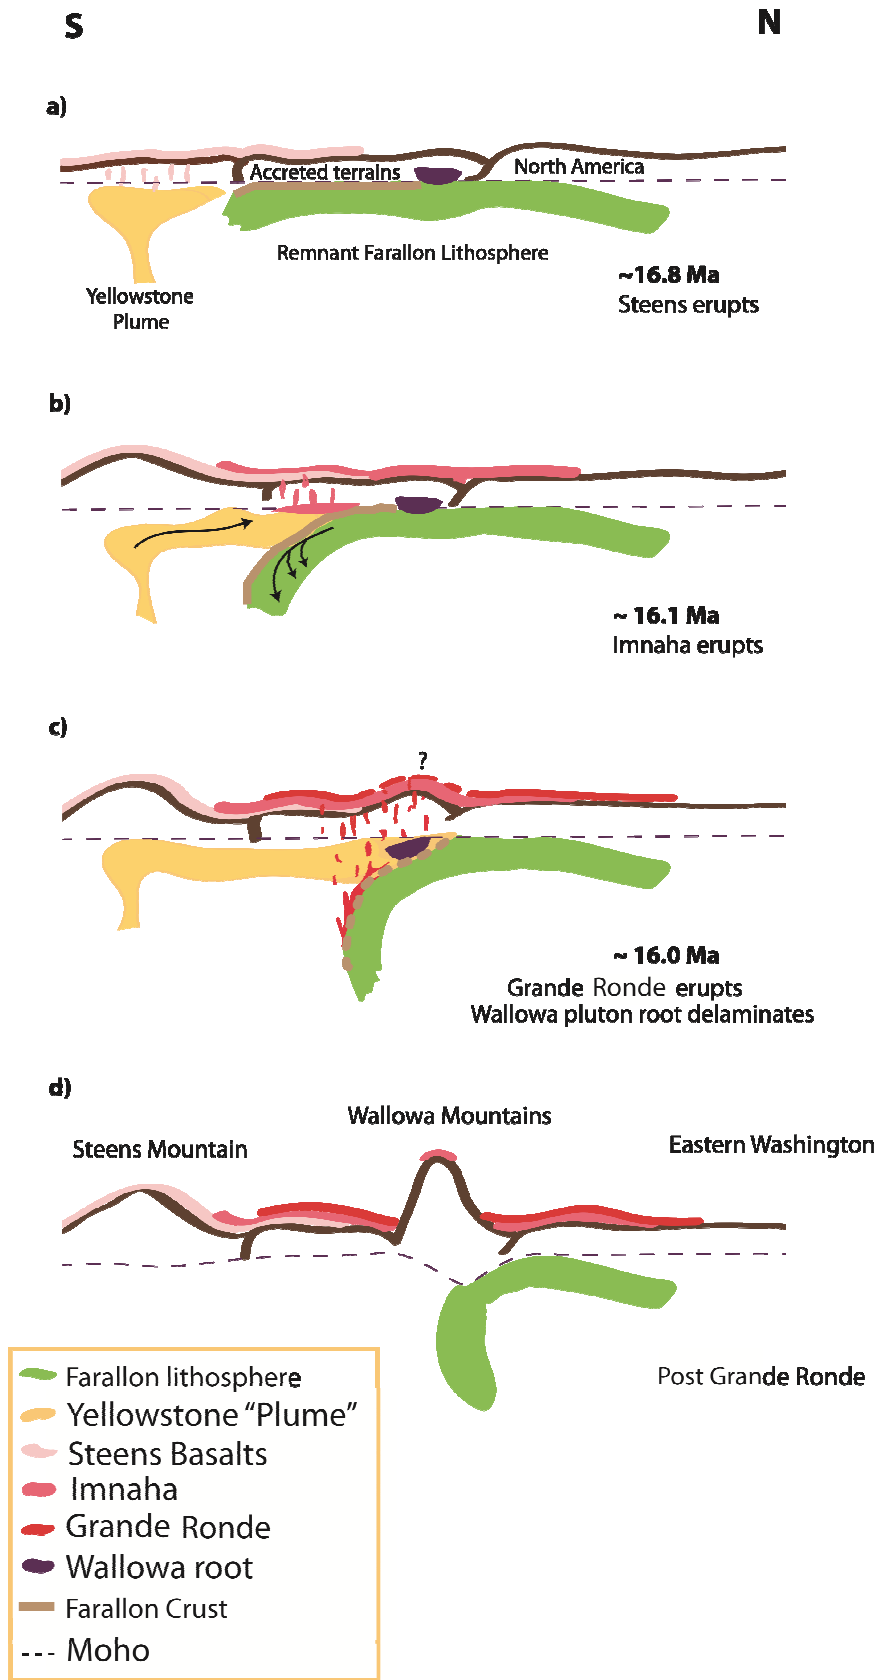 S
N
a)
Accreted terrains
North America
Remnant Farallon Lithosphere
~16.8 Ma
Steens erupts
Yellowstone
Plume
b)
~ 16.1 Ma
Imnaha erupts
c)
?
~ 16.0 Ma
Grande Ronde erupts
Wallowa pluton root delaminates
d)
Wallowa Mountains
Steens Mountain
Eastern Washington
Post Grande Ronde
Farallon lithosphere
Yellowstone “Plume”
Steens Basalts
Imnaha
Grande Ronde
Wallowa root
Farallon Crust
Moho